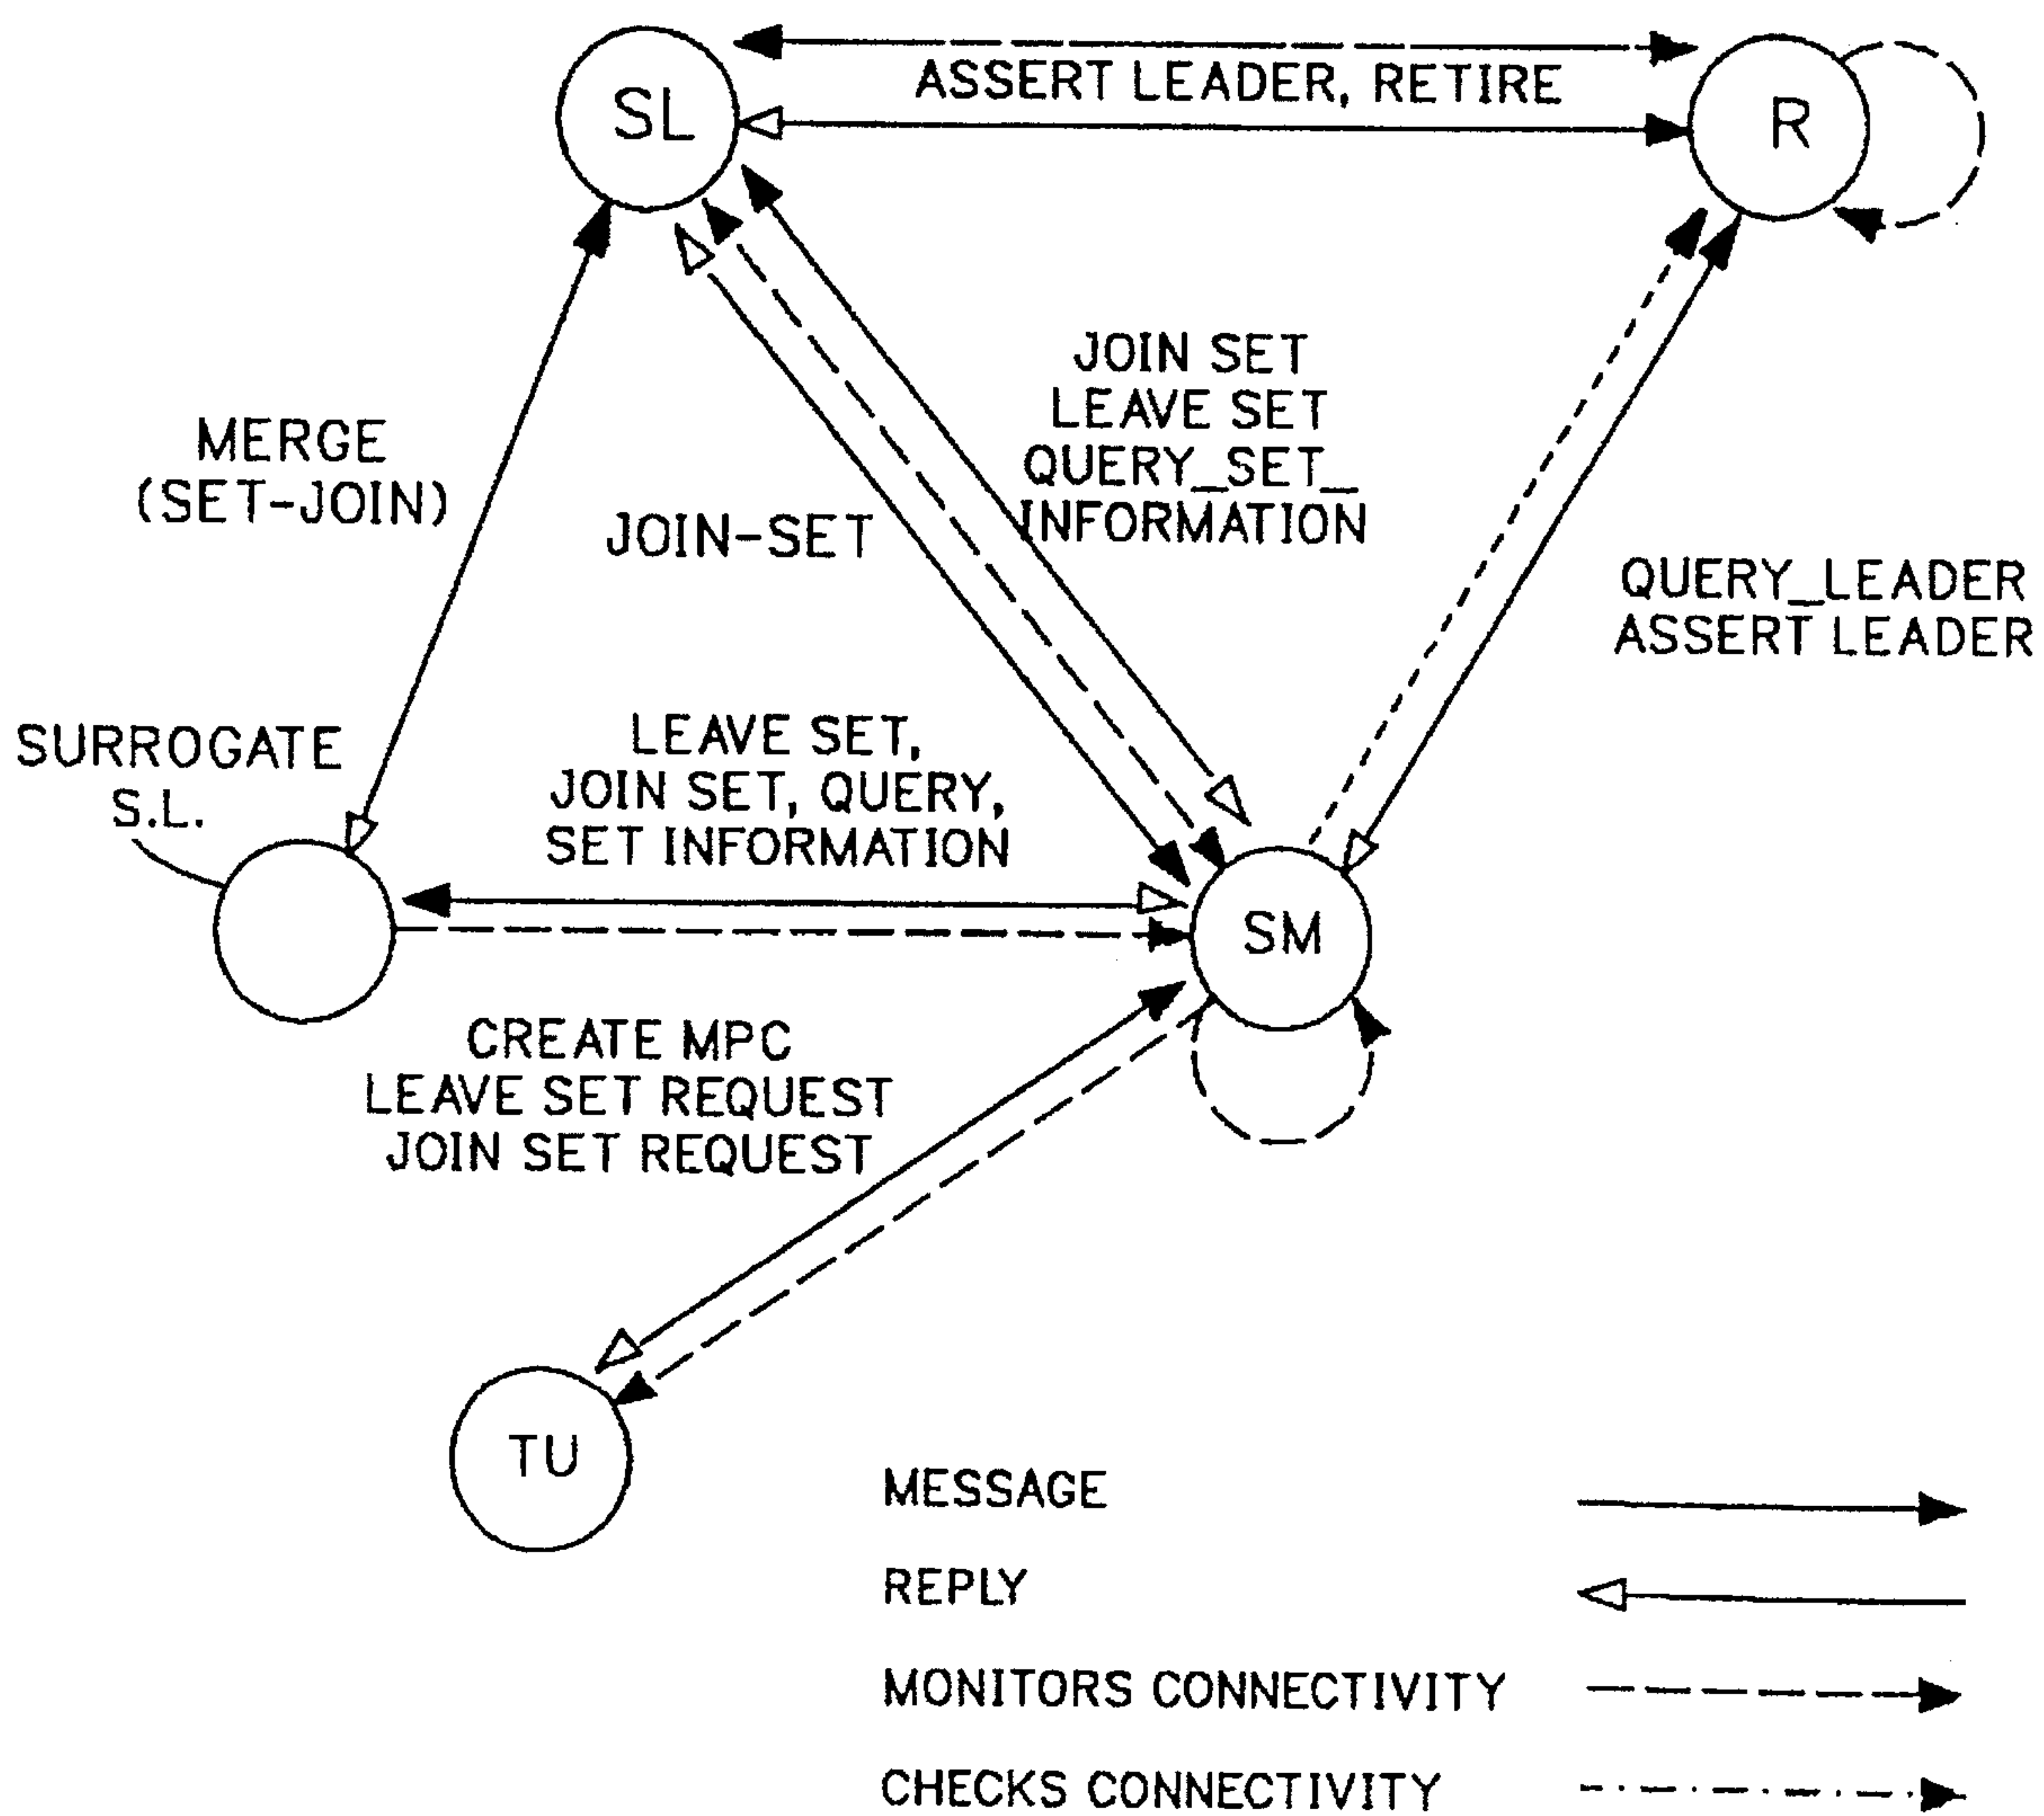 SL
R
ASSERT LEADER, RETIRE
JOIN SET
LEAVE SET
QUERY_SET_
INFORMATION
MERGE
(SET-JOIN)
JOIN-SET
QUERY_LEADER
ASSERT LEADER
SURROGATE
S.L.
LEAVE SET,
JOIN SET, QUERY,
SET INFORMATION
SM
CREATE MPC
LEAVE SET REQUEST
JOIN SET REQUEST
TU
MESSAGE
REPLY
MONITORS CONNECTIVITY
CHECKS CONNECTIVITY